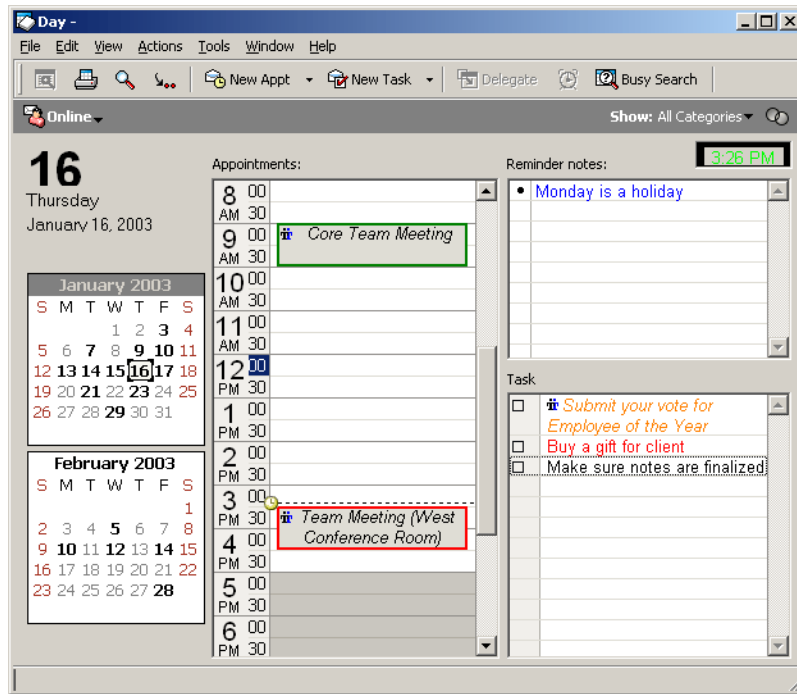 Day -
File Edit View Actions Tools Window Help
New Appt New Task Delegate Busy Search
Online Show: All Categories
16
Thursday
January 16, 2003
January 2003
S M T W T F S
1 2 3 4
5 6 7 8 9 10 11
12 13 14 15 16 17 18
19 20 21 22 23 24 25
26 27 28 29 30 31
February 2003
S M T W T F S
1
2 3 4 5 6 7 8
9 10 11 12 13 14 15
16 17 18 19 20 21 22
23 24 25 26 27 28
Appointments:
8 00
AM 30
9 00 Core Team Meeting
AM 30
10 00
AM 30
11 00
AM 30
12 00
PM 30
1 00
PM 30
2 00
PM 30
3 00
PM 30 Team Meeting (West
4 00 Conference Room)
PM 30
5 00
PM 30
6 00
PM 30
Reminder notes: 3:26 PM
Monday is a holiday
Task
Submit your vote for
Employee of the Year
Buy a gift for client
Make sure notes are finalized